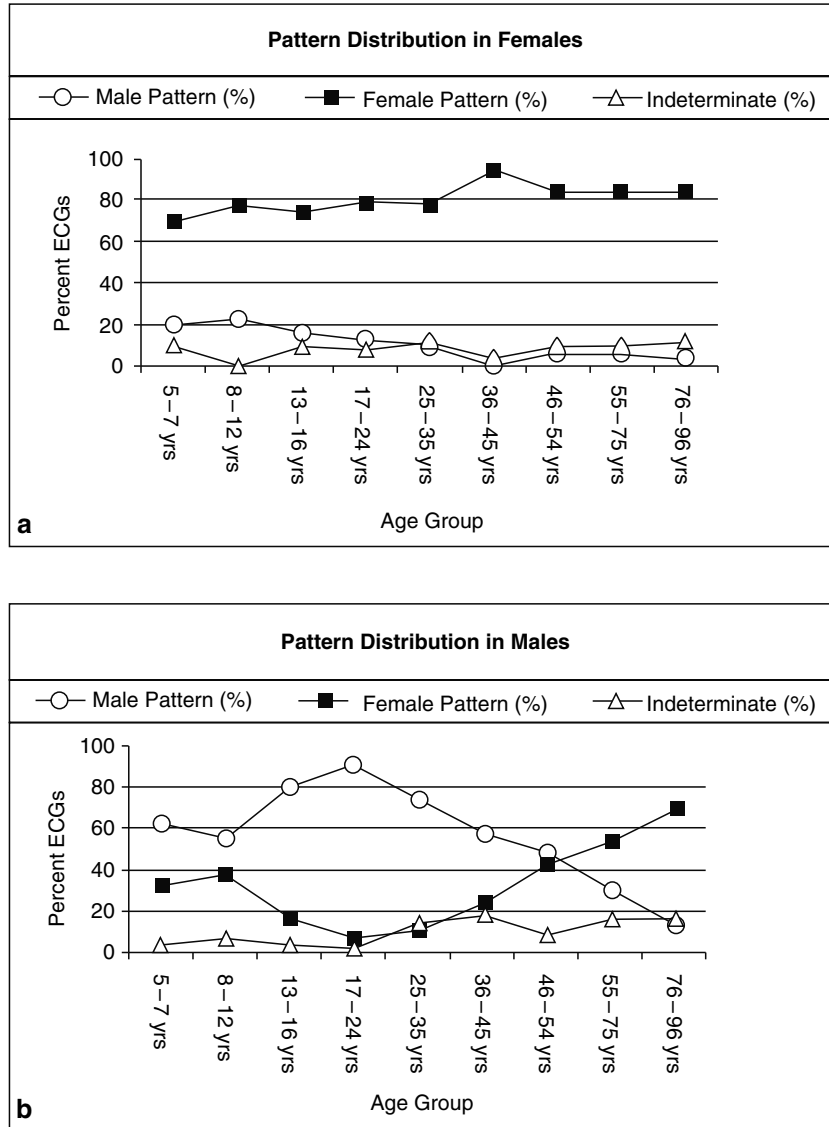 Pattern Distribution in Females
Male Pattern (%) Female Pattern (%) Indeterminate (%)
Percent ECGs
100
80
60
40
20
0
5–7 yrs
8–12 yrs
13–16 yrs
17–24 yrs
25–35 yrs
36–45 yrs
46–54 yrs
55–75 yrs
76–96 yrs
a
Age Group
Pattern Distribution in Males
Male Pattern (%) Female Pattern (%) Indeterminate (%)
Percent ECGs
100
80
60
40
20
0
5–7 yrs
8–12 yrs
13–16 yrs
17–24 yrs
25–35 yrs
36–45 yrs
46–54 yrs
55–75 yrs
76–96 yrs
b
Age Group